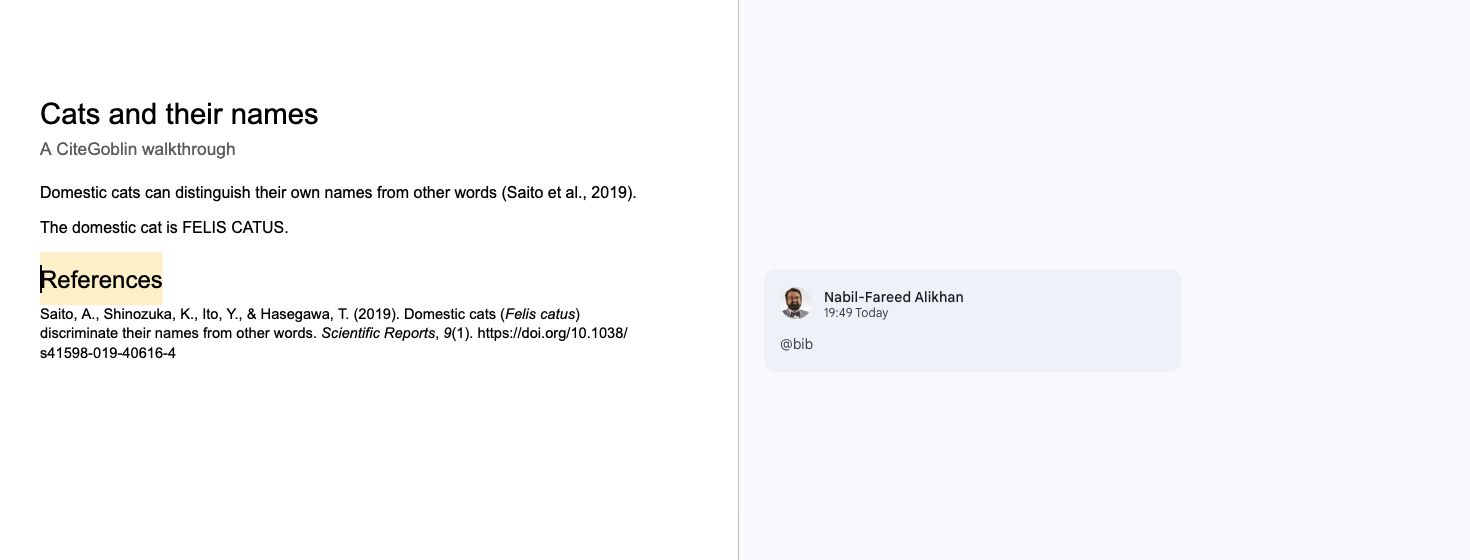 Cats and their names
A CiteGoblin walkthrough
Domestic cats can distinguish their own names from other words (Saito et al., 2019).
The domestic cat is FELIS CATUS.
References
Saito, A., Shinozuka, K., Ito, Y., & Hasegawa, T. (2019). Domestic cats (Felis catus)
discriminate their names from other words. Scientific Reports, 9(1). https://doi.org/10.1038/
s41598-019-40616-4
Nabil-Fareed Alikhan
19:49 Today
@bib